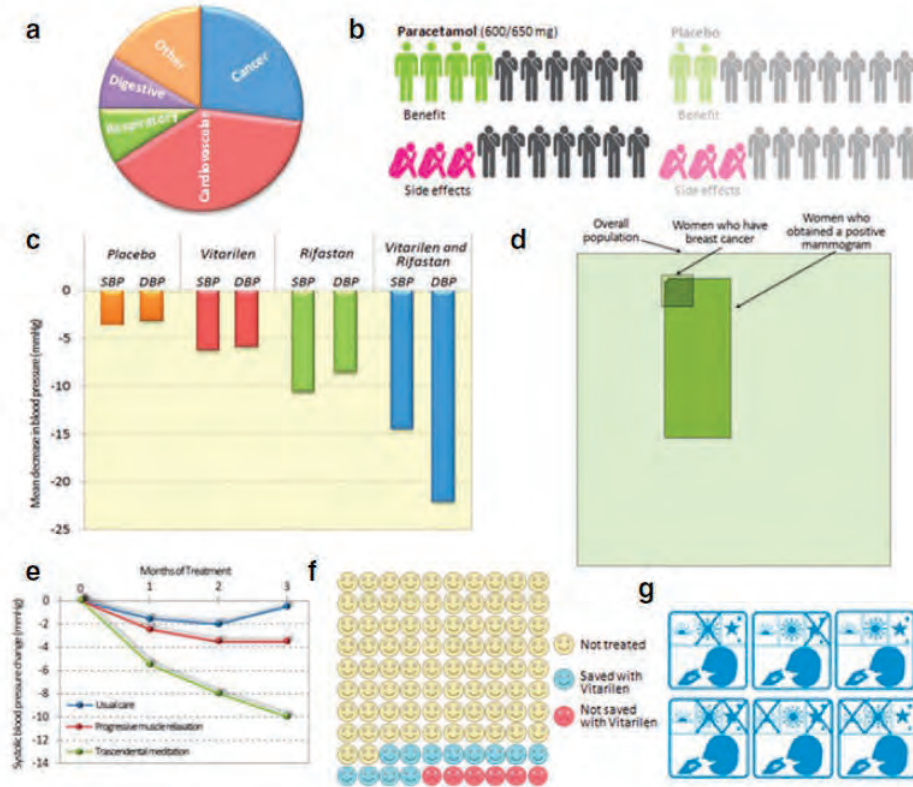 a
Other
Cancer
Digestive
Respiratory
Cardiovascular
b
Paracetamol (600/650 mg)
Placebo
Benefit
Benefit
Side effects
Side effects
c
Placebo
Vitarilen
Rifastan
Vitarilen and
Rifastan
SBP DBP SBP DBP SBP DBP SBP DBP
0
-5
-10
-15
-20
-25
Mean decrease in blood pressure (mmHg)
d
Overall
population
Women who have
breast cancer
Women who
obtained a positive
mammogram
e
Months of Treatment
0 1 2 3
0
-2
-4
-6
-8
-10
-12
-14
Systolic blood pressure change (mmHg)
Usual care
Progressive muscle relaxation
Trascendental meditation
f
Not treated
Saved with
Vitarilen
Not saved
with Vitarilen
g